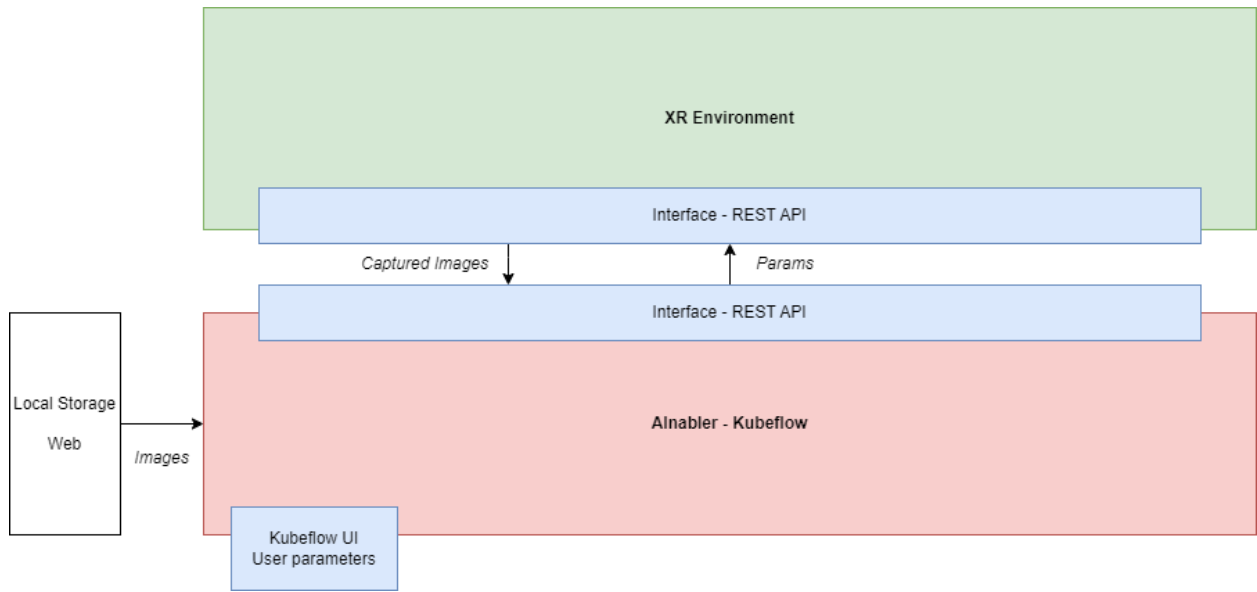 XR Environment
Interface - REST API
Captured Images
Params
Interface - REST API
Local Storage
Web
Images
AInabler - Kubeflow
Kubeflow UI
User parameters